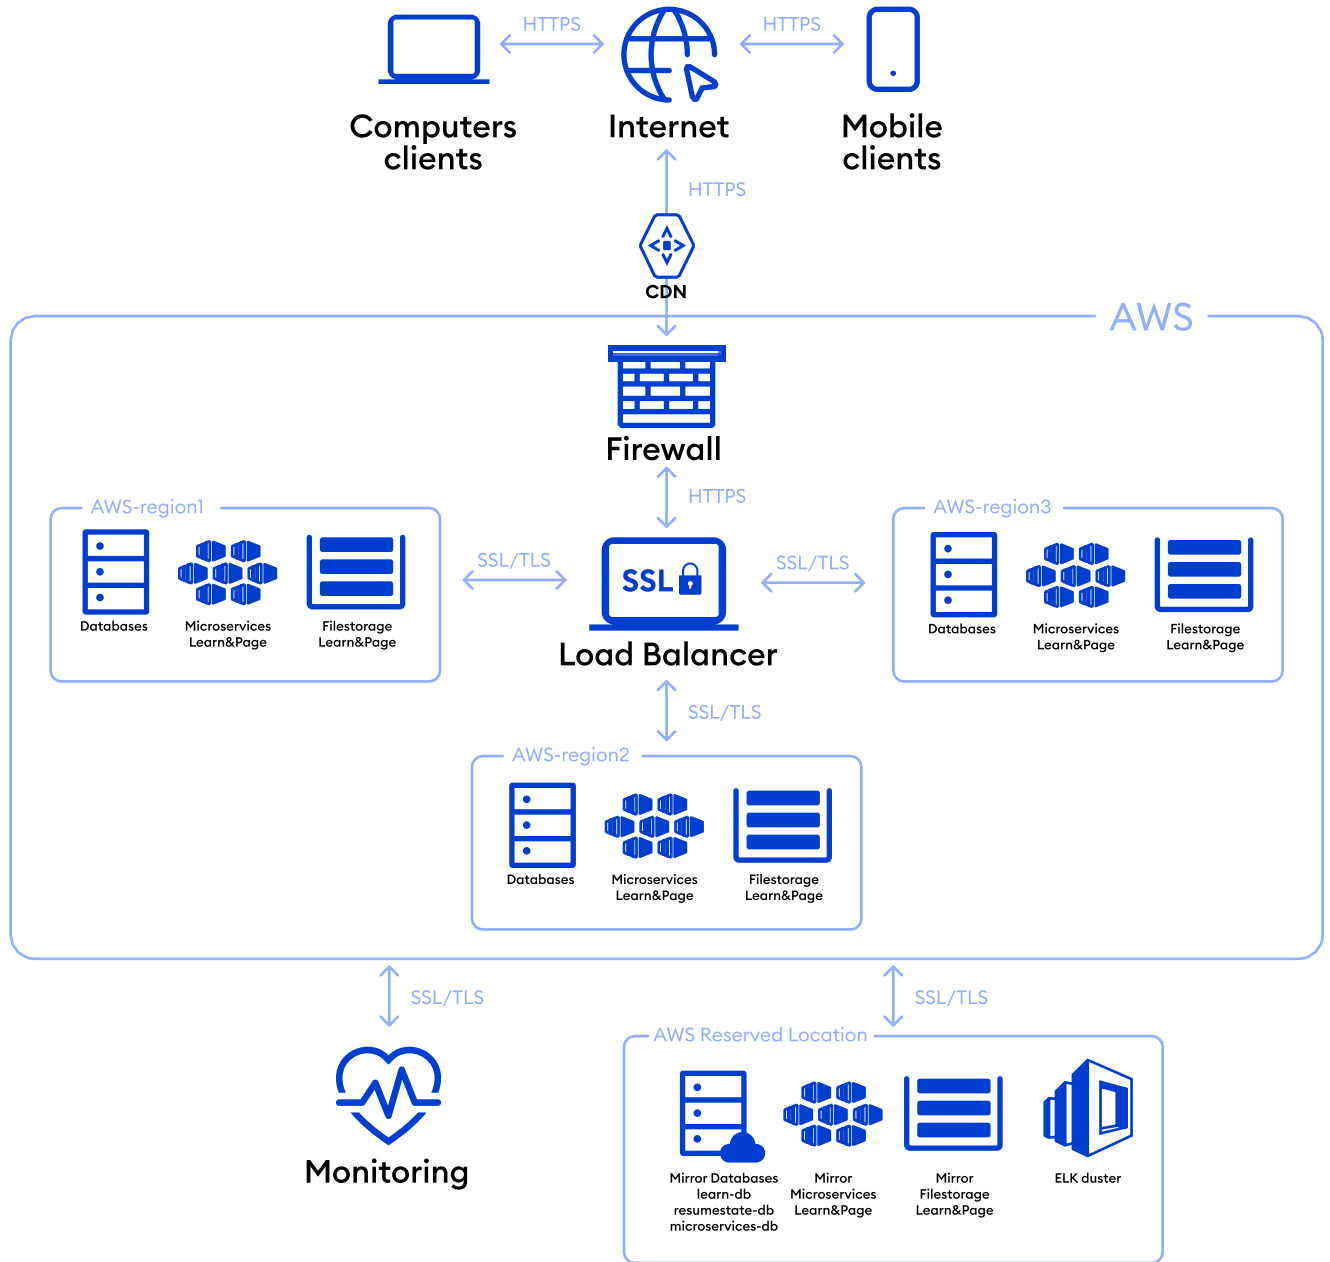 HTTPS
HTTPS
Computers
clients
Internet
Mobile
clients
HTTPS
CDN
AWS
Firewall
HTTPS
AWS-region1
Databases
Microservices
Learn&Page
Filestorage
Learn&Page
SSL/TLS
SSL
Load Balancer
SSL/TLS
AWS-region3
Databases
Microservices
Learn&Page
Filestorage
Learn&Page
SSL/TLS
AWS-region2
Databases
Microservices
Learn&Page
Filestorage
Learn&Page
SSL/TLS
SSL/TLS
Monitoring
AWS Reserved Location
Mirror Databases
learn-db
resumestate-db
microservices-db
Mirror
Microservices
Learn&Page
Mirror
Filestorage
Learn&Page
ELK duster